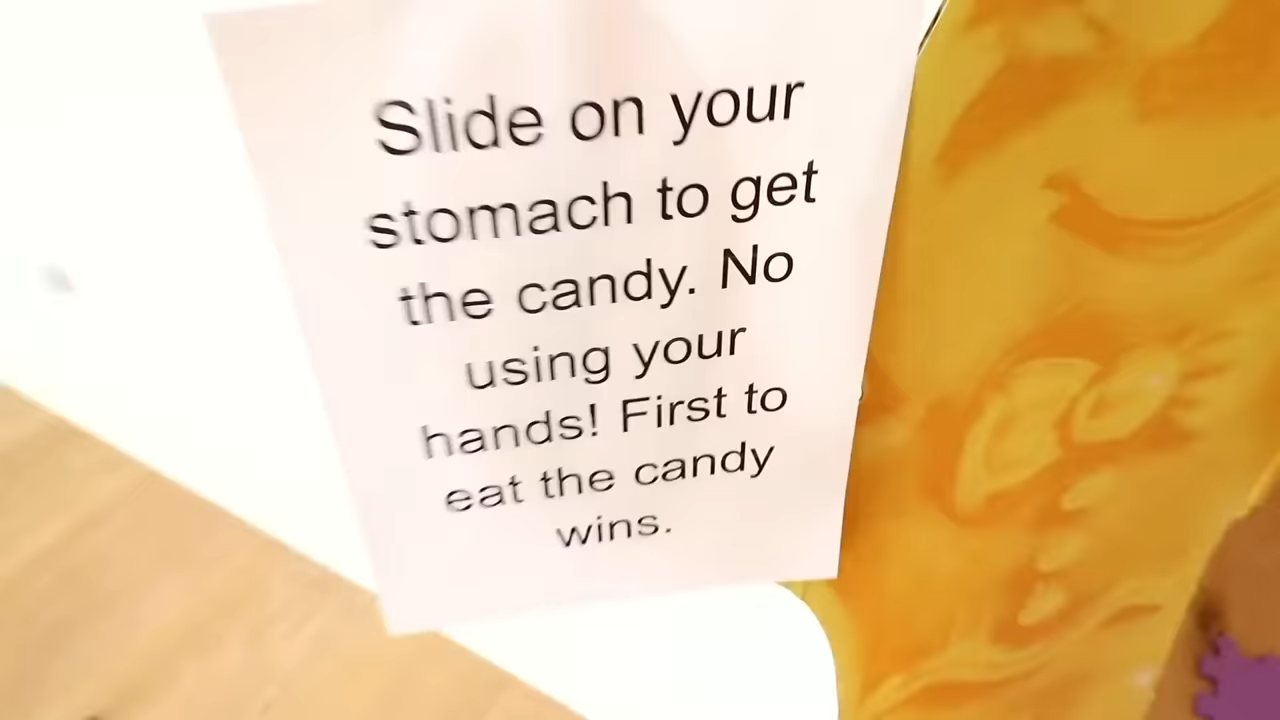 Slide on your
stomach to get
the candy. No
using your
hands! First to
eat the candy
wins.